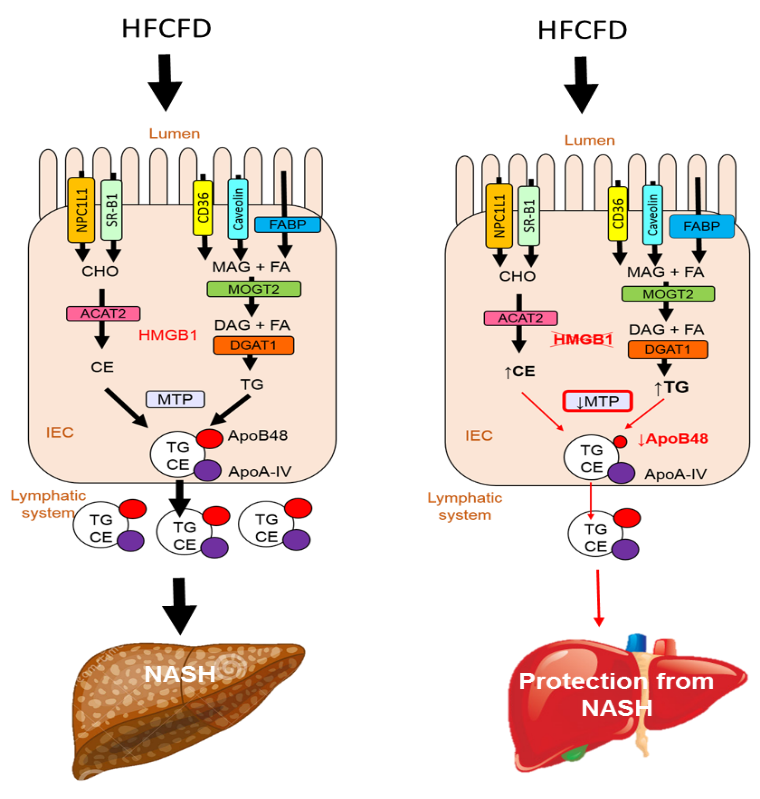 HFCFD
Lumen
NPC1L1
SR-B1
CD36
Caveolin
FABP
CHO
MAG + FA
MOGT2
ACAT2
HMGB1
DAG + FA
DGAT1
CE
TG
MTP
IEC
TG
CE
ApoB48
ApoA-IV
Lymphatic
system
TG
CE
TG
CE
TG
CE
NASH
HFCFD
Lumen
NPC1L1
SR-B1
CD36
Caveolin
FABP
CHO
MAG + FA
MOGT2
ACAT2
HMGB1
DAG + FA
DGAT1
↑CE
↑TG
↓MTP
IEC
TG
CE
↓ApoB48
ApoA-IV
Lymphatic
system
TG
CE
Protection from
NASH